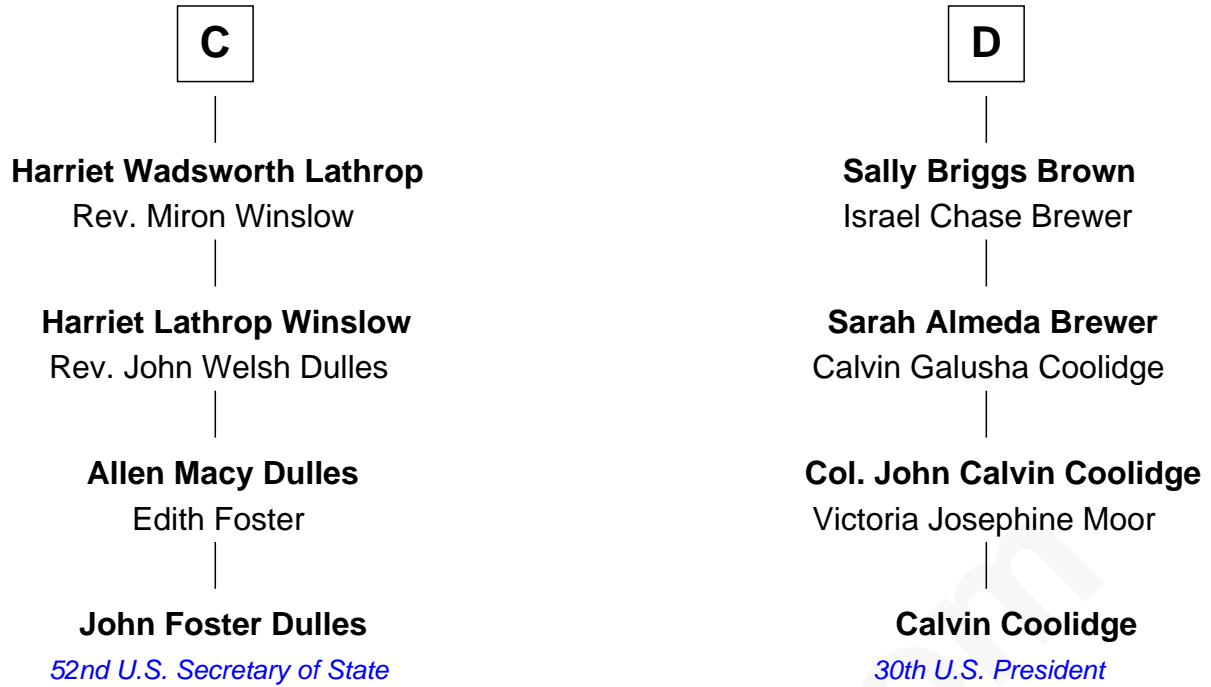 C
Harriet Wadsworth Lathrop
Rev. Miron Winslow
Harriet Lathrop Winslow
Rev. John Welsh Dulles
Allen Macy Dulles
Edith Foster
John Foster Dulles
52nd U.S. Secretary of State
D
Sally Briggs Brown
Israel Chase Brewer
Sarah Almeda Brewer
Calvin Galusha Coolidge
Col. John Calvin Coolidge
Victoria Josephine Moor
Calvin Coolidge
30th U.S. President